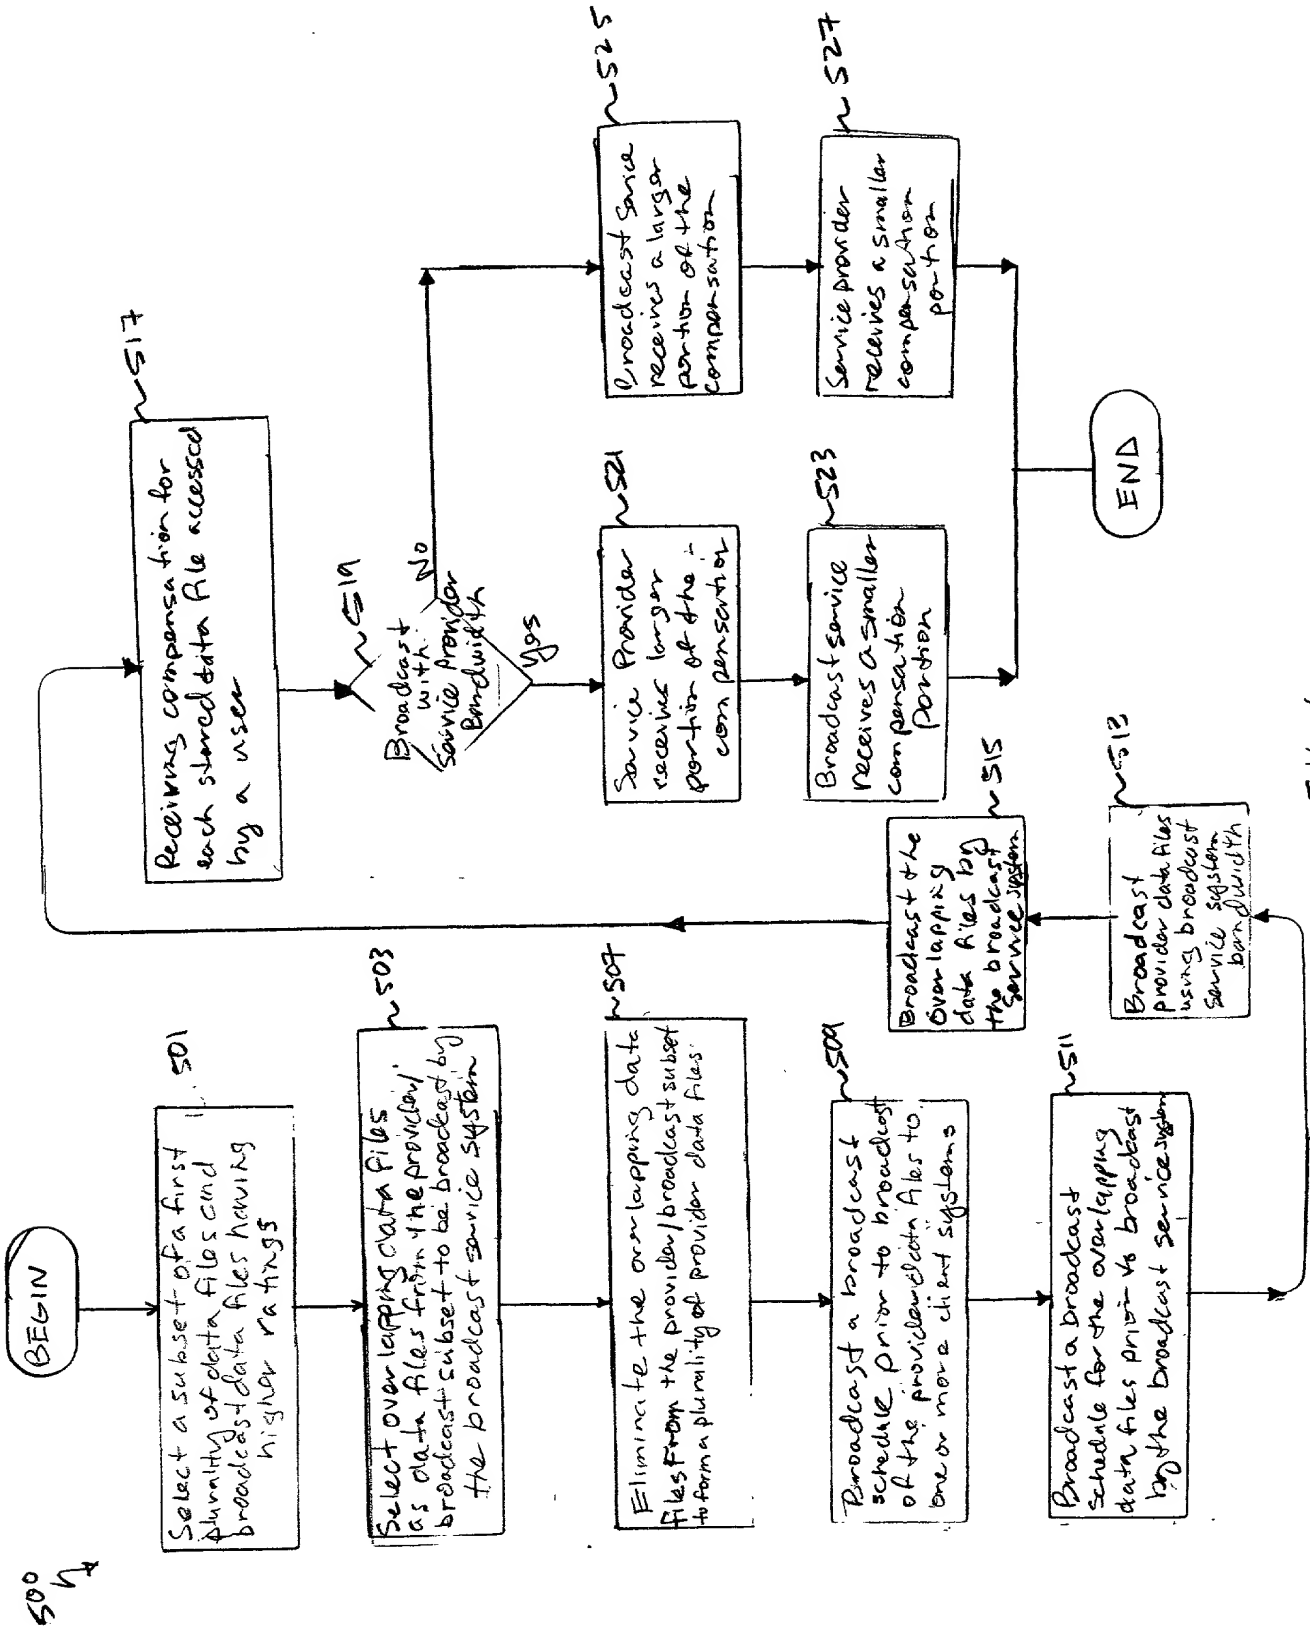 500
BEGIN
501
Select a subset of a first
plurality of data files and
broadcast data files having
higher ratings
503
Select overlapping data files
as data files from the provider/
broadcast subset to be broadcast by
the broadcast service system
507
Eliminate the overlapping data
files From the provider/broadcast subset
to form a plurality of provider data files.
509
Broadcast a broadcast
schedule prior to broadcast
of the provider data files to
one or more client systems
511
Broadcast a broadcast
schedule for the overlapping
data files prior to broadcast
by the broadcast service system
513
Broadcast
provider data files
using broadcast
service system
bandwidth
515
Broadcast the
overlapping
data files by
the broadcast
service system
517
Receiving compensation for
each stored data file accessed
by a user
519
Broadcast
with
Service Provider
Bandwidth
No
Yes
521
Service Provider
receives larger
portion of the
compensation
523
Broadcast service
receives a smaller
compensation
portion
525
Broadcast Service
receives a larger
portion of the
compensation
527
Service provider
receives a smaller
compensation
portion
END